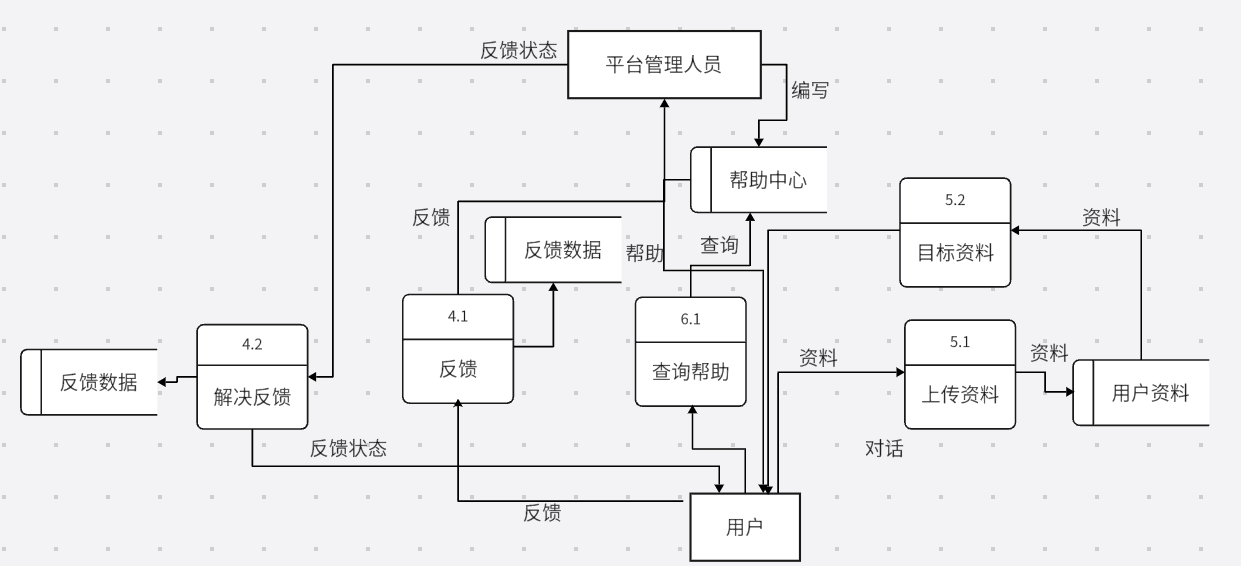 反馈状态
平台管理人员
编写
帮助中心
5.2
目标资料
资料
反馈
反馈数据
帮助
查询
4.1
反馈
6.1
查询帮助
4.2
解决反馈
反馈数据
资料
5.1
上传资料
资料
用户资料
反馈状态
对话
反馈
用户